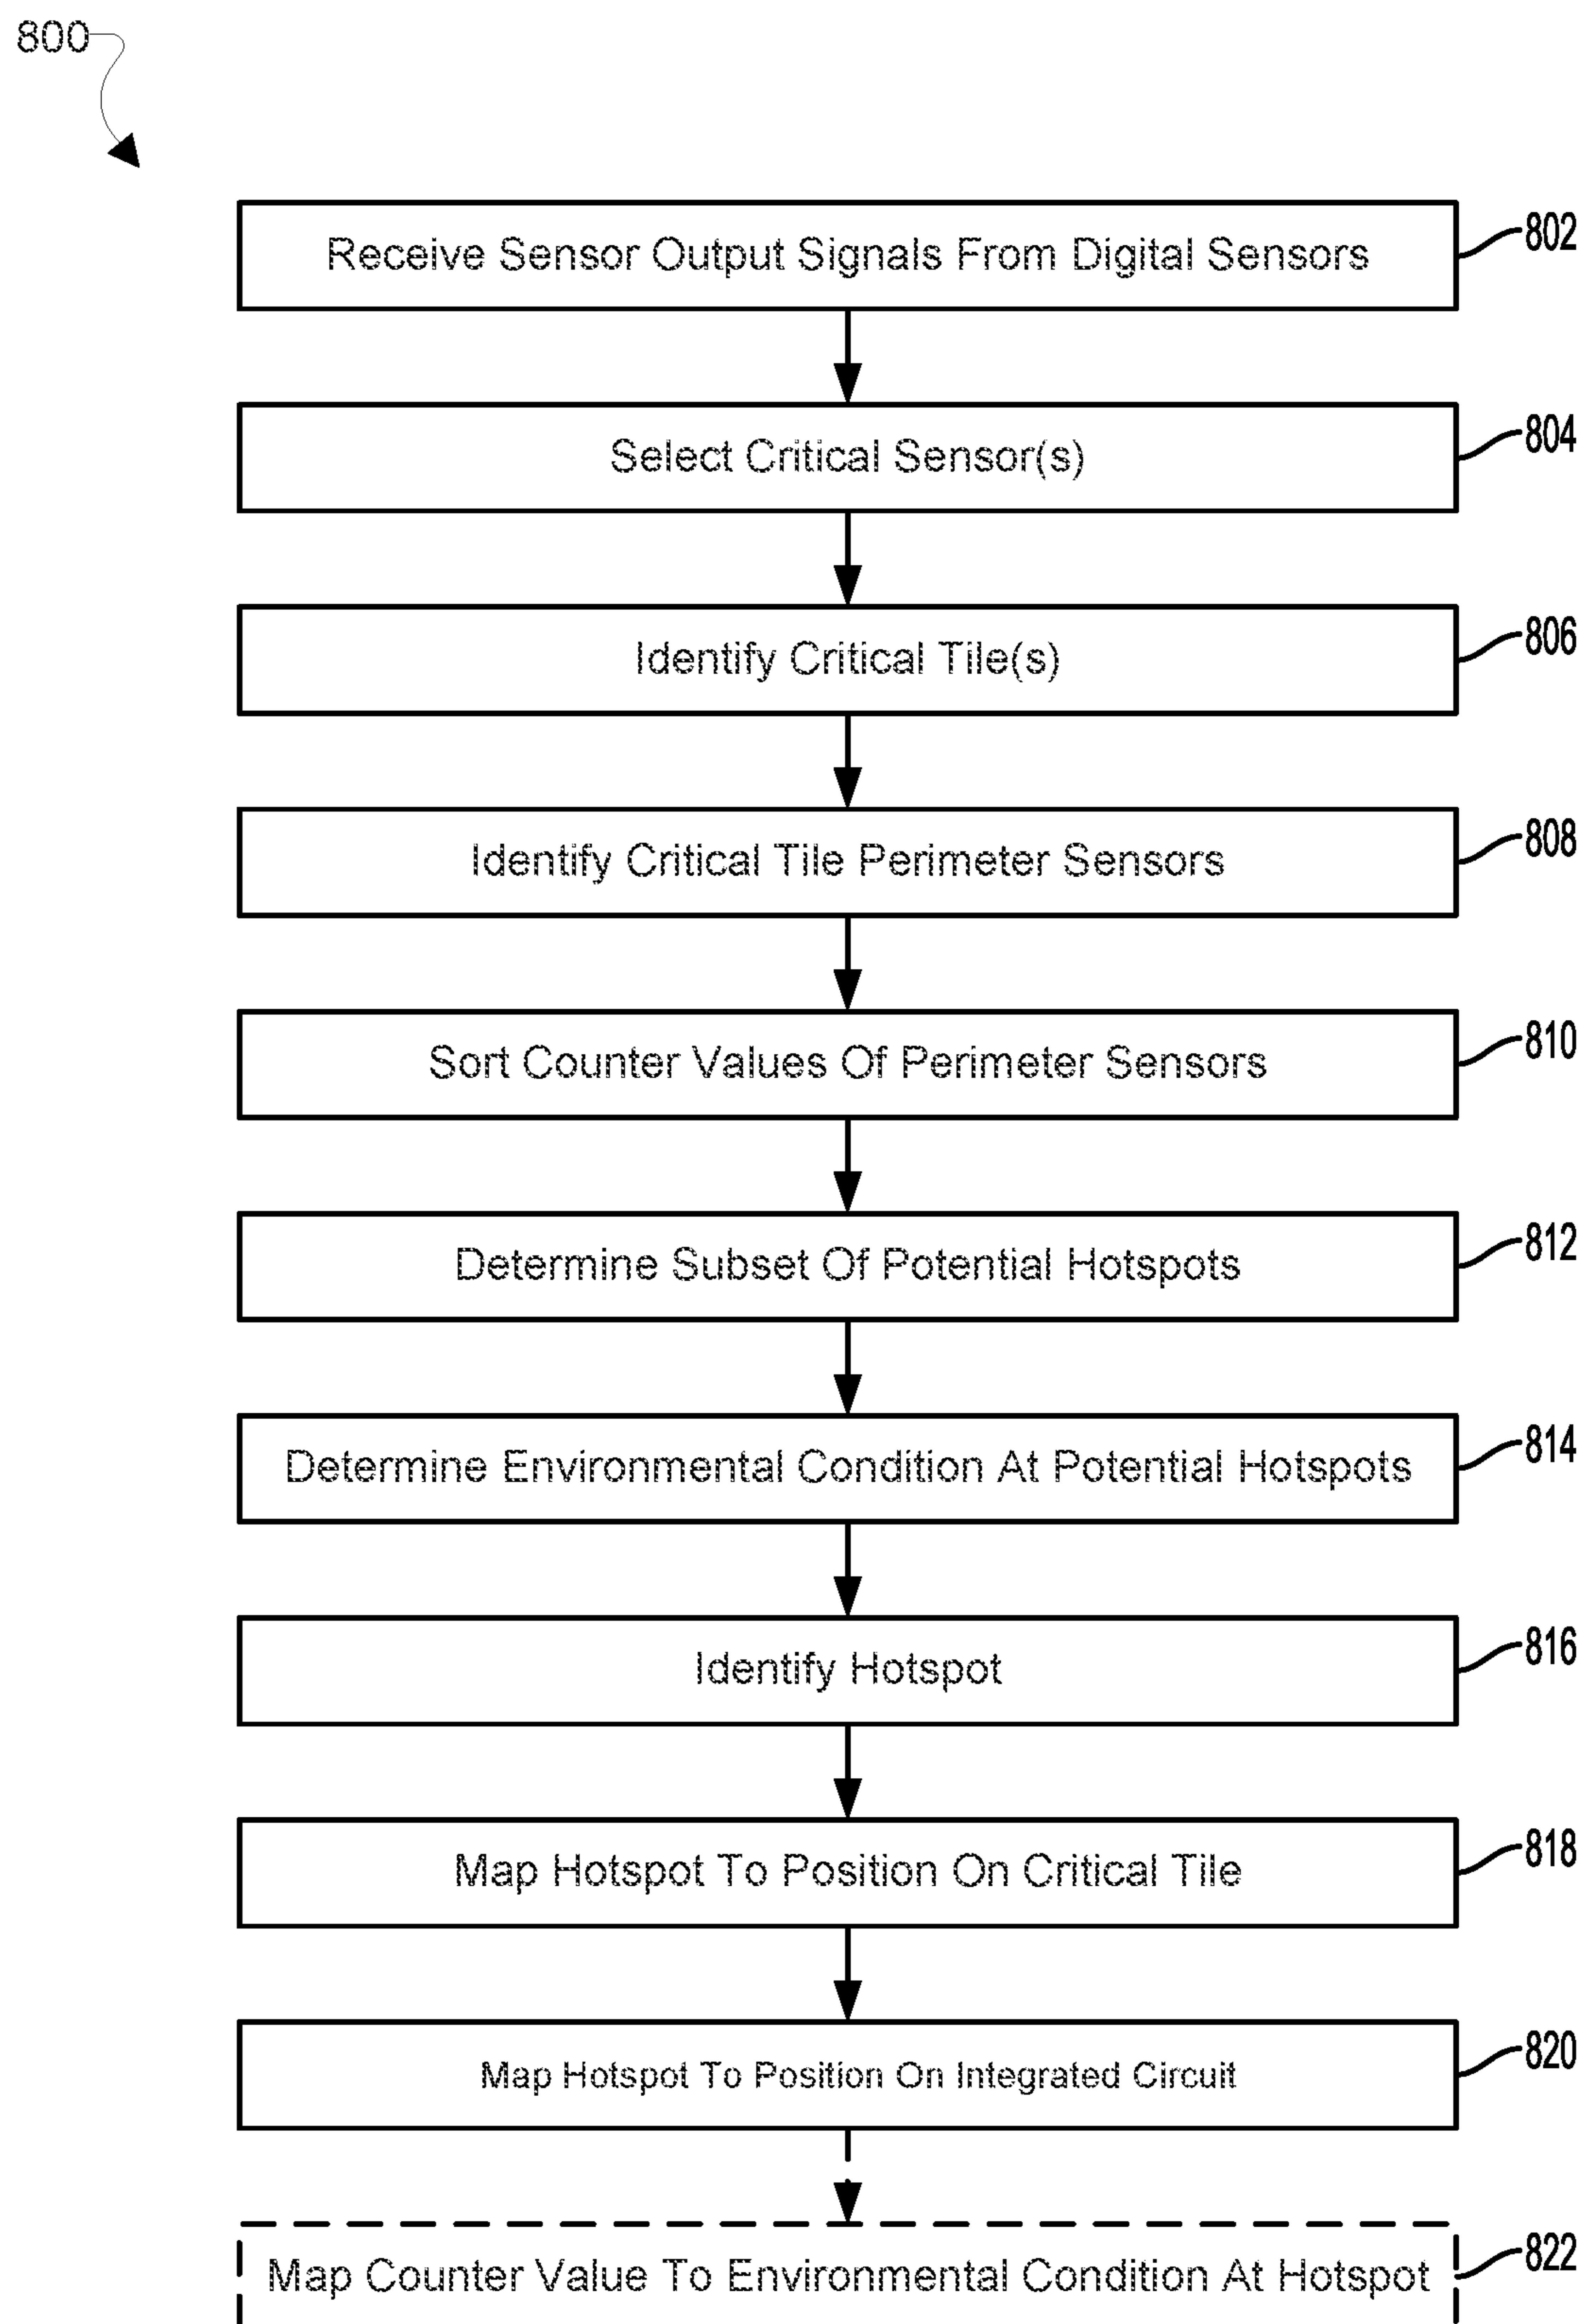 800
Receive Sensor Output Signals From Digital Sensors
802
Select Critical Sensor(s)
804
Identify Critical Tile(s)
806
Identify Critical Tile Perimeter Sensors
808
Sort Counter Values Of Perimeter Sensors
810
Determine Subset Of Potential Hotspots
812
Determine Environmental Condition At Potential Hotspots
814
Identify Hotspot
816
Map Hotspot To Position On Critical Tile
818
Map Hotspot To Position On Integrated Circuit
820
Map Counter Value To Environmental Condition At Hotspot
822